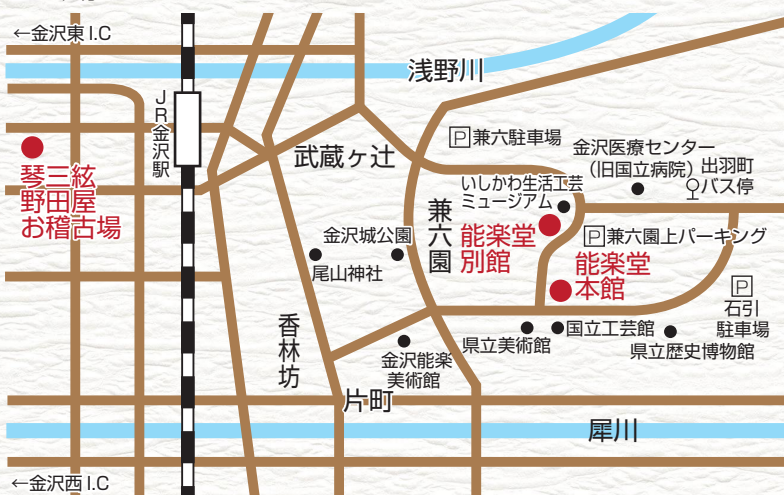 ←金沢東I.C
浅野川
JR金沢駅
琴三絃
野田屋
お稽古場
武蔵ヶ辻
P兼六駐車場
金沢医療センター
(旧国立病院)
出羽町
バス停
いしかわ生活工芸
ミュージアム
兼六園
能楽堂
別館
P兼六園上パーキング
能楽堂
本館
金沢城公園
尾山神社
P
石引
駐車場
香林坊
県立美術館
国立工芸館
県立歴史博物館
金沢能楽
美術館
片町
犀川
←金沢西I.C